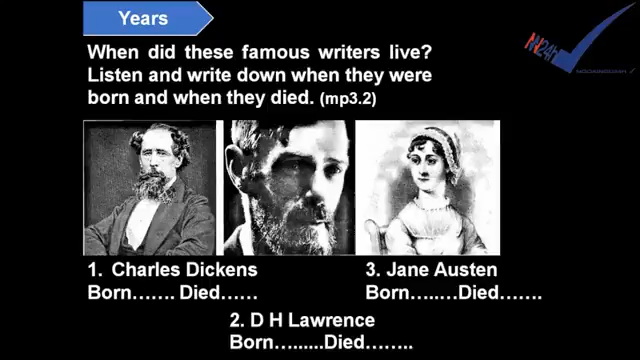 Years
NN24h
When did these famous writers live?
Listen and write down when they were
born and when they died. (mp3.2)
1. Charles Dickens
Born……. Died……
3. Jane Austen
Born…..…Died…….
2. D H Lawrence
Born…......Died……..